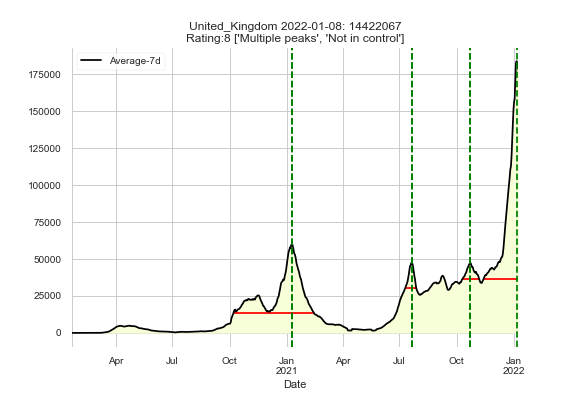 United_Kingdom 2022-01-08: 14422067
Rating:8 ['Multiple peaks', 'Not in control']
Average-7d
175000
150000
125000
100000
75000
50000
25000
0
Apr Jul Oct Jan Apr Jul Oct Jan
2021 2022
Date